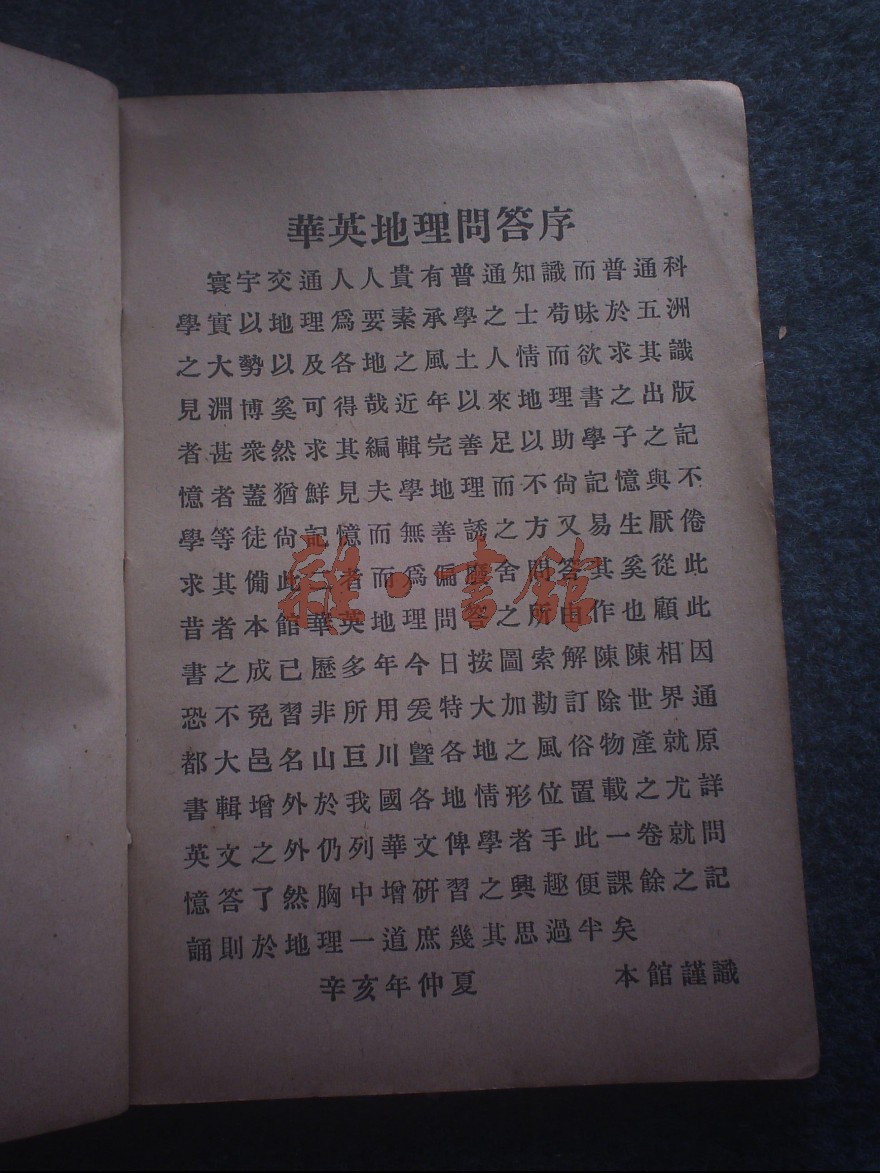 華英地理問答序
寰宇交通人人貴有普通知識而普通科
學實以地理爲要素承學之士苟昧於五洲
之大勢以及各地之風土人情而欲求其識
見淵博奚可得哉近年以來地理書之出版
者甚衆然求其編輯完善足以助學子之記
憶者蓋猶鮮見夫學地理而不尙記憶與不
學等徒尙記憶而無善誘之方又易生厭倦
求其備此二者而爲偏廢舍問答其奚從此
昔者本館華英地理問答之所由作也顧此
書之成已歷多年今日按圖索解陳陳相因
恐不免習非所用爰特大加勘訂除世界通
都大邑名山巨川曁各地之風俗物產就原
書輯增外於我國各地情形位置載之尤詳
英文之外仍列華文俾學者手此一卷就問
憶答了然胸中增硏習之興趣便課餘之記
誦則於地理一道庶幾其思過半矣
辛亥年仲夏 本館謹識
雜·書館